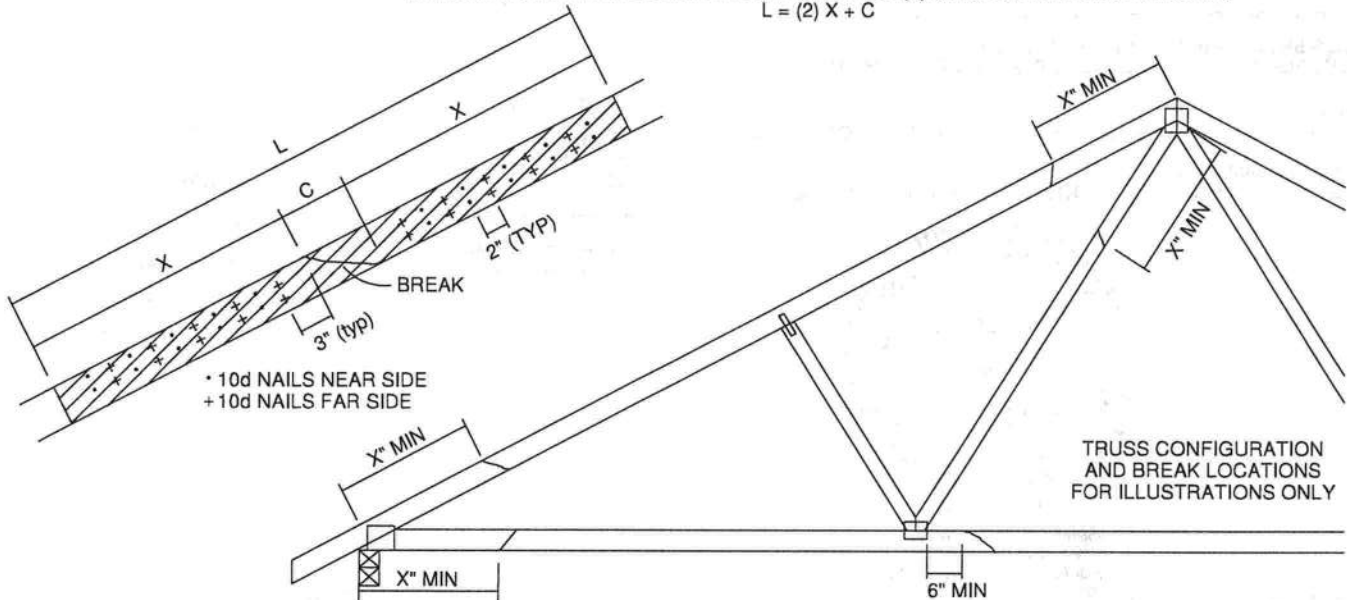 L = (2) X + C
X" MIN
X
L
C
X
2" (TYP)
BREAK
3" (typ)
• 10d NAILS NEAR SIDE
+ 10d NAILS FAR SIDE
X" MIN
X" MIN
TRUSS CONFIGURATION
AND BREAK LOCATIONS
FOR ILLUSTRATIONS ONLY
X" MIN
6" MIN